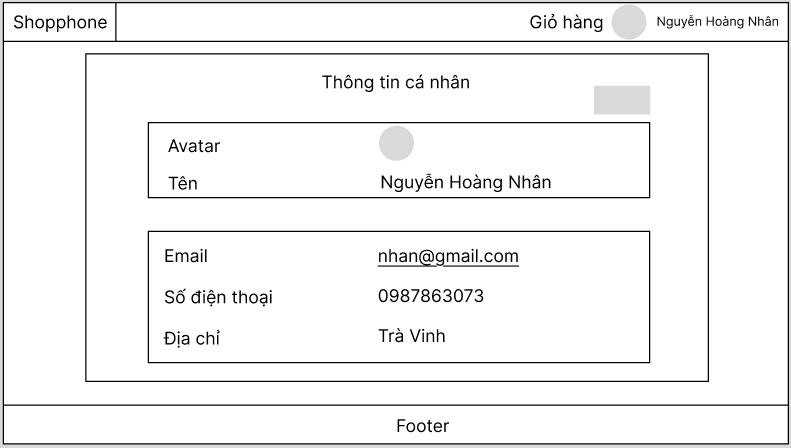 Shopphone
Giỏ hàng
Nguyễn Hoàng Nhân
Thông tin cá nhân
Avatar
Tên Nguyễn Hoàng Nhân
Email nhan@gmail.com
Số điện thoại 0987863073
Địa chỉ Trà Vinh
Footer